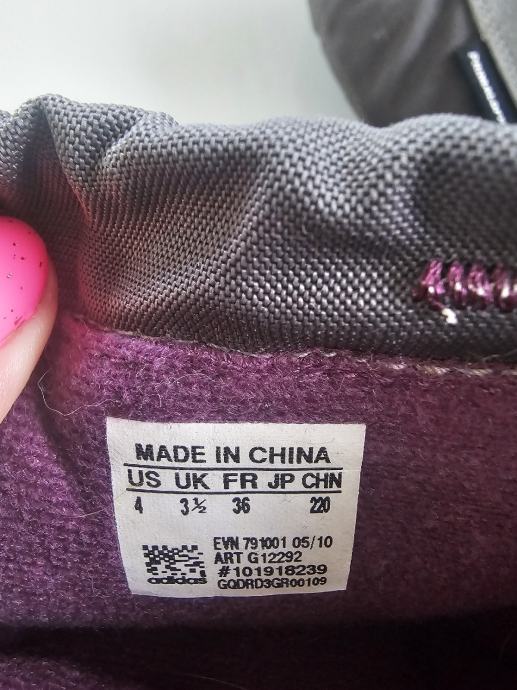 MADE IN CHINA
US UK FR JP CHN
4 3½ 36 220
EVN 791001 05/10
ART G12292
#101918239
adidas GQDRD3GR00109